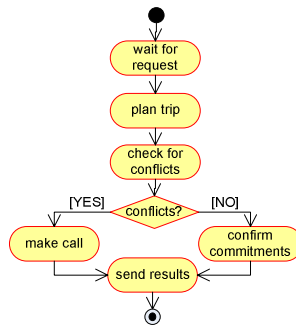 wait for
request
plan trip
check for
conflicts
[YES]
conflicts?
[NO]
make call
confirm
commitments
send results